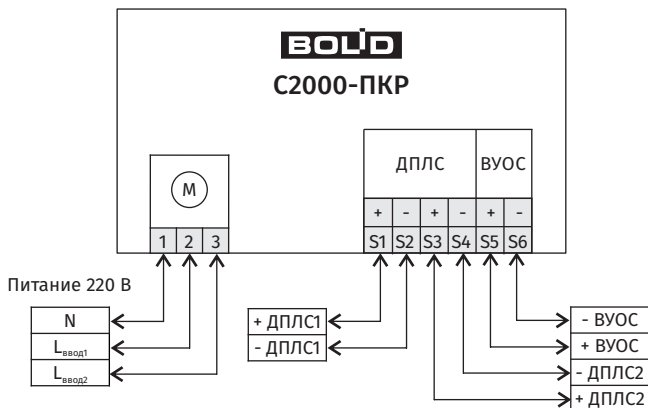 BOLID
С2000-ПКР
ДПЛС ВУОС
М
+ - + - + -
1 2 3
S1 S2 S3 S4 S5 S6
Питание 220 В
N
Lввод1
Lввод2
+ ДПЛС1
- ДПЛС1
- ВУОС
+ ВУОС
- ДПЛС2
+ ДПЛС2